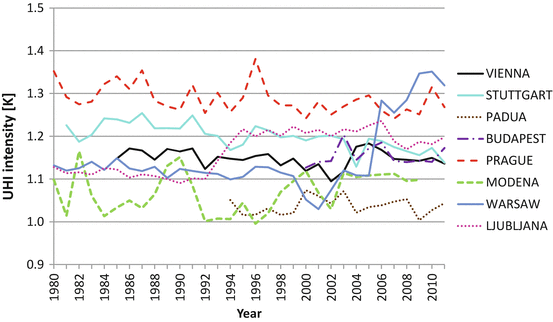 UHI intensity [K]
1.5
1.4
1.3
1.2
1.1
1.0
0.9
1980
1982
1984
1986
1988
1990
1992
1994
1996
1998
2000
2002
2004
2006
2008
2010
Year
VIENNA
STUTTGART
PADUA
BUDAPEST
PRAGUE
MODENA
WARSAW
LJUBLJANA